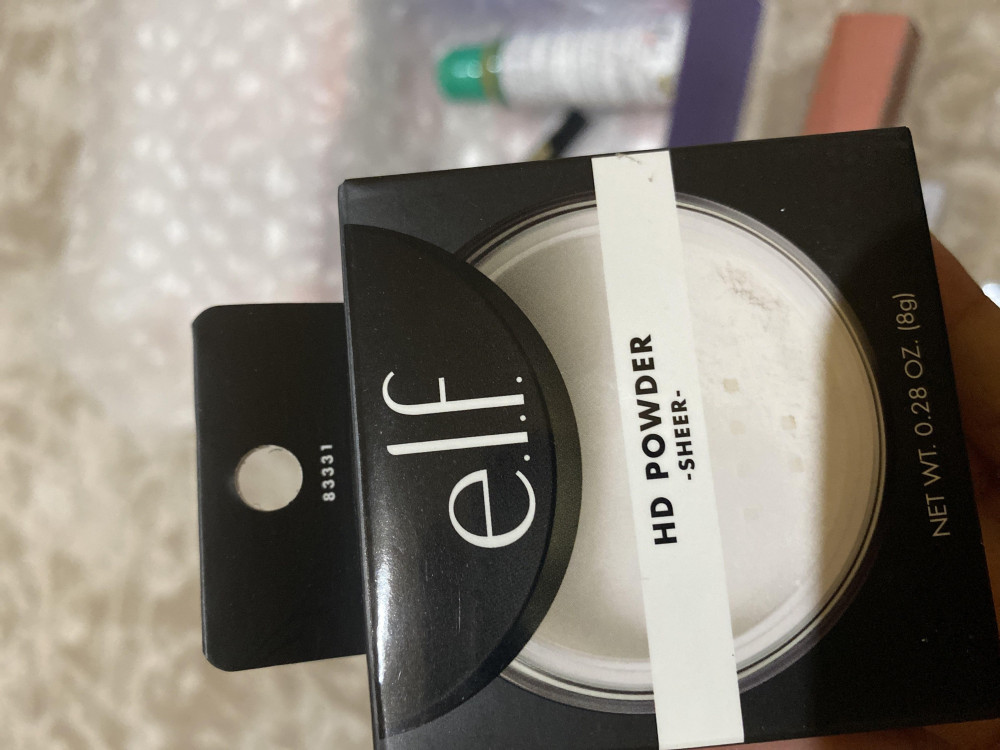 83331
e.l.f.
HD POWDER
-SHEER-
NET WT. 0.28 OZ. (8g)